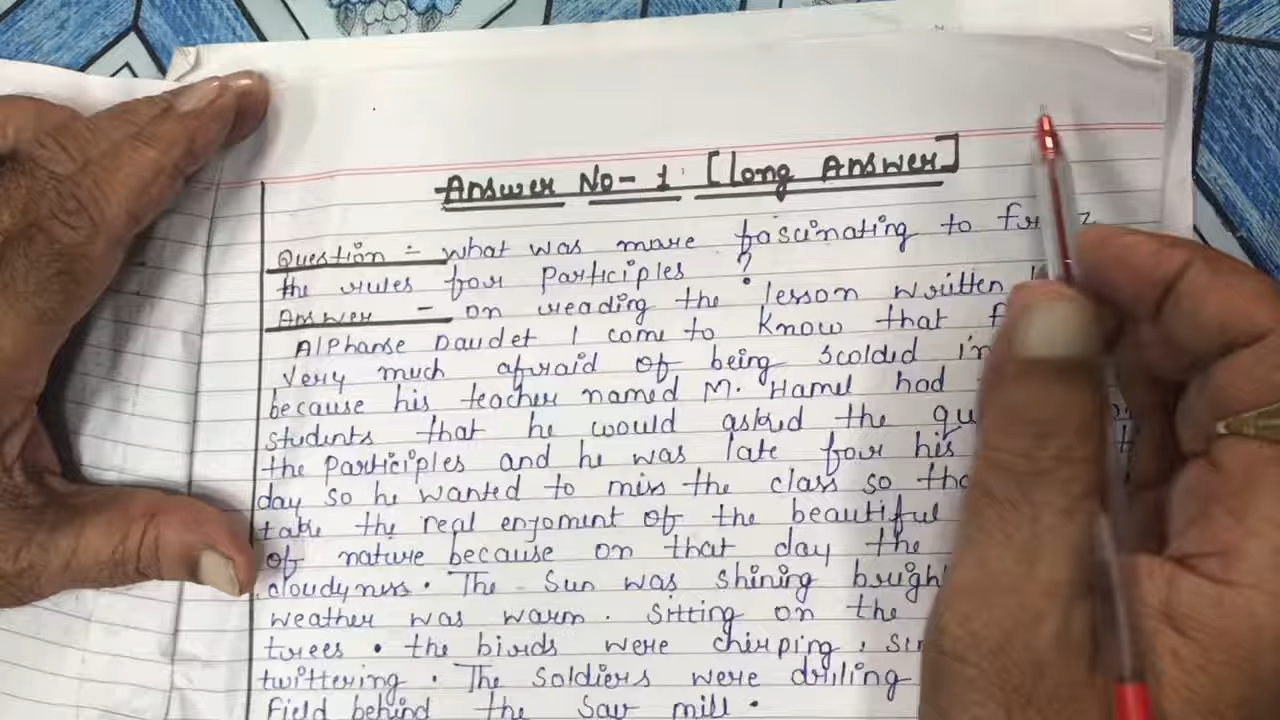 Answer No- 1. [long Answer]
Question :- what was more fascinating to
the rules for participles ?
Answer - on reading the lesson written
Alphanse Daudet I come to know that
very much afraid of being scolded
because his teacher named M. Hamel had
students that he would asked the
the participles and he was late for his
day so he wanted to miss the class so
take the real enjoment of the beautiful
of nature because on that day the
cloudyness. The Sun was shining
weather was warm. Sitting on the
trees. the birds were chirping,
twittering. The soldiers were driling
field behind the Saw mill.